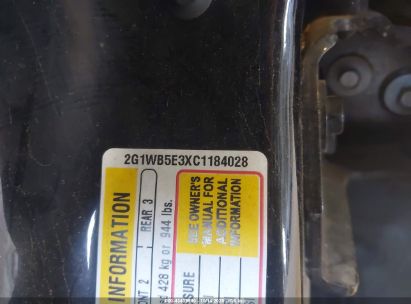 2G1WB5E3XC1184028
INFORMATION
REAR 3
428 kg or 944 lbs.
SEE OWNER'S
MANUAL FOR
ADDITIONAL
INFORMATION